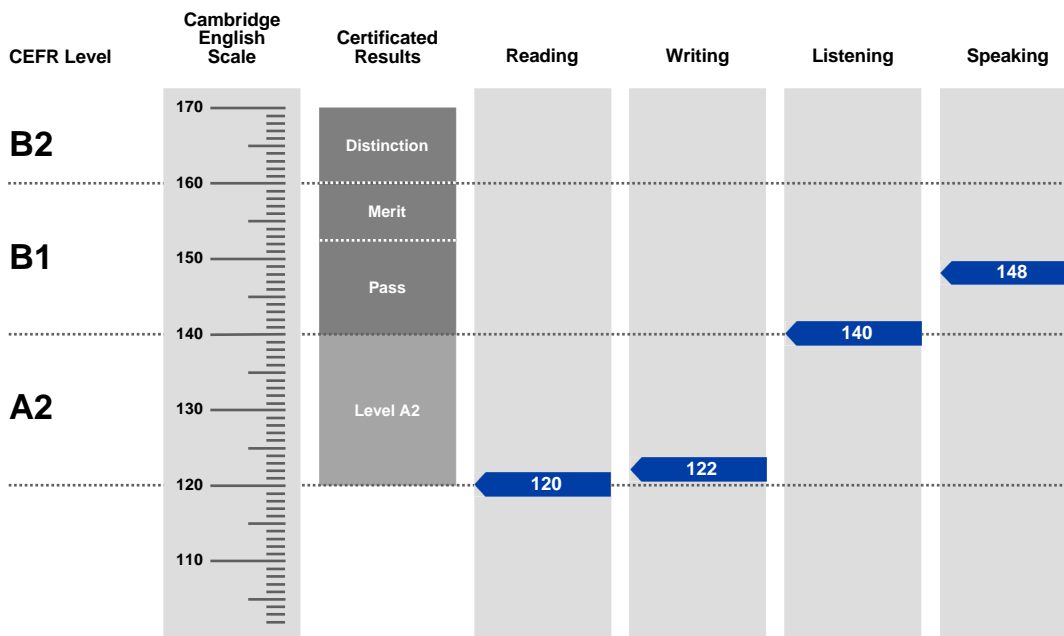 CEFR Level
Cambridge
English
Scale
Certificated
Results
Reading
Writing
Listening
Speaking
170
B2
Distinction
160
Merit
B1
150
148
Pass
140
140
A2
130
Level A2
122
120
120
110